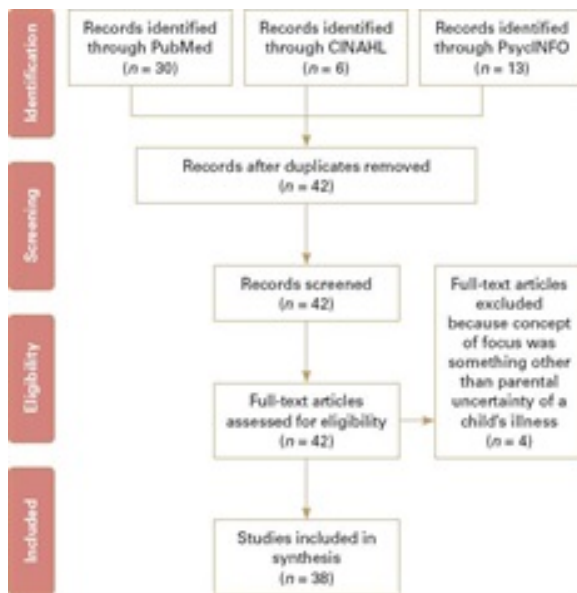 Identification
Records identified
through PubMed
(n = 30)
Records identified
through CINAHL
(n = 6)
Records identified
through PsycINFO
(n = 13)
Screening
Records after duplicates removed
(n = 42)
Records screened
(n = 42)
Eligibility
Full-text articles
assessed for eligibility
(n = 42)
Full-text articles
excluded
because concept
of focus was
something other
than parental
uncertainty of a
child's illness
(n = 4)
Included
Studies included in
synthesis
(n = 38)